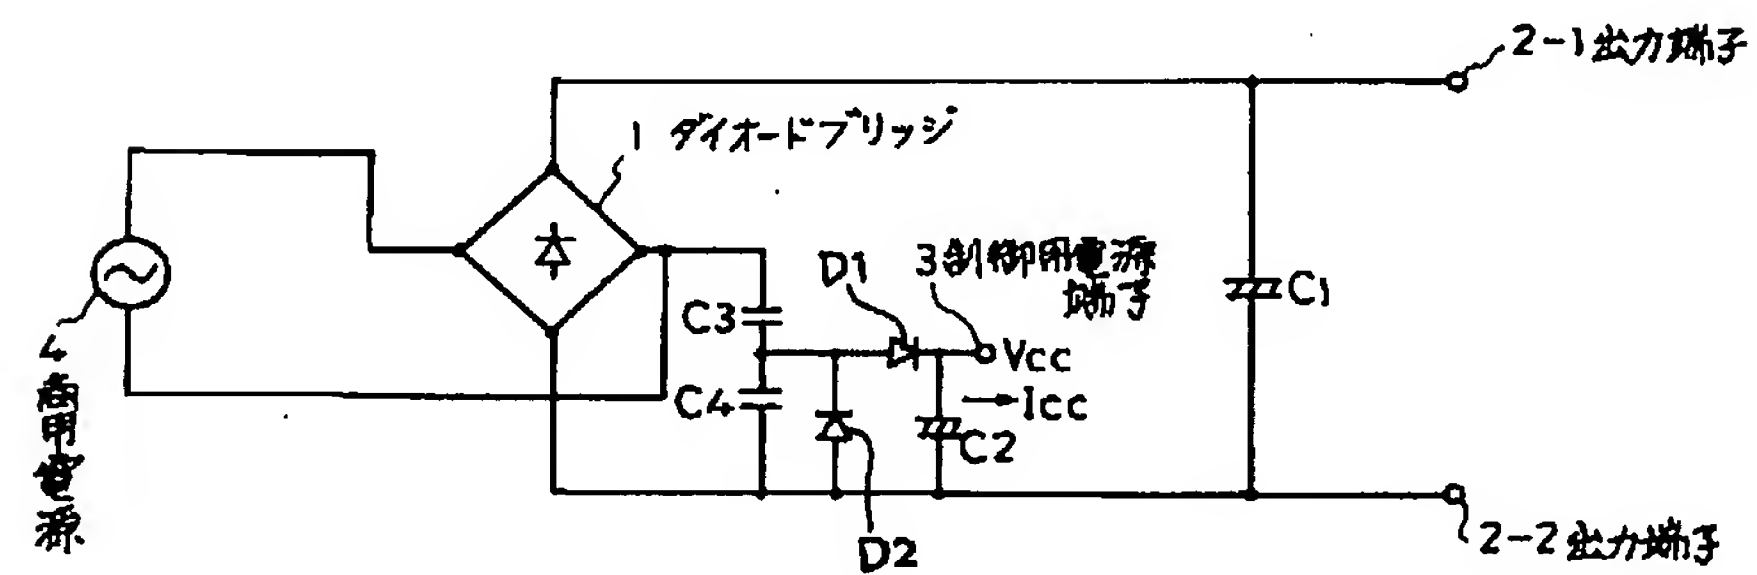 2-1出力端子
1 ダイオードブリッジ
D1
3制御用電源
端子
C3
C1
Vcc
C4
Icc
C2
4
商用電源
D2
2-2出力端子